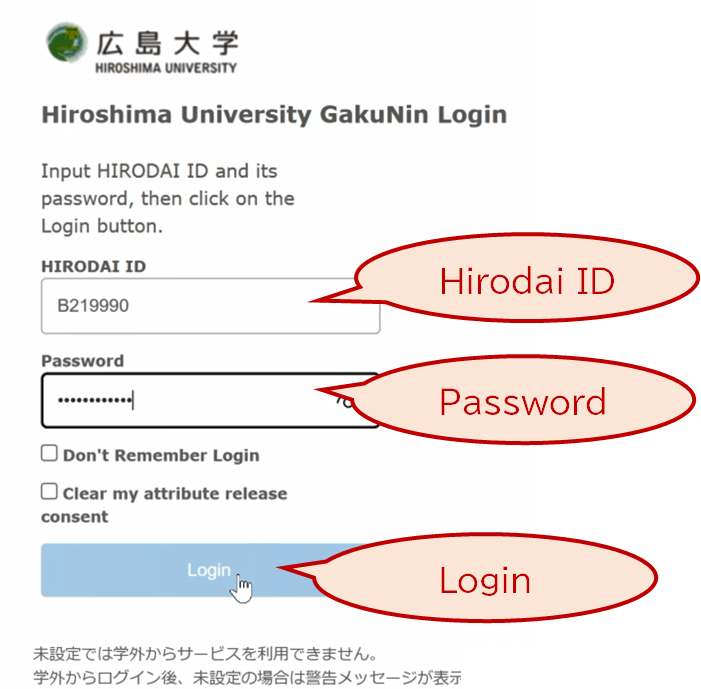 広島大学
HIROSHIMA UNIVERSITY
Hiroshima University GakuNin Login
Input HIRODAI ID and its
password, then click on the
Login button.
HIRODAI ID
Hirodai ID
B219990
Password
Password
••••••••••••
Don't Remember Login
Clear my attribute release
consent
Login
Login
未設定では学外からサービスを利用できません。
学外からログイン後、未設定の場合は警告メッセージが表示